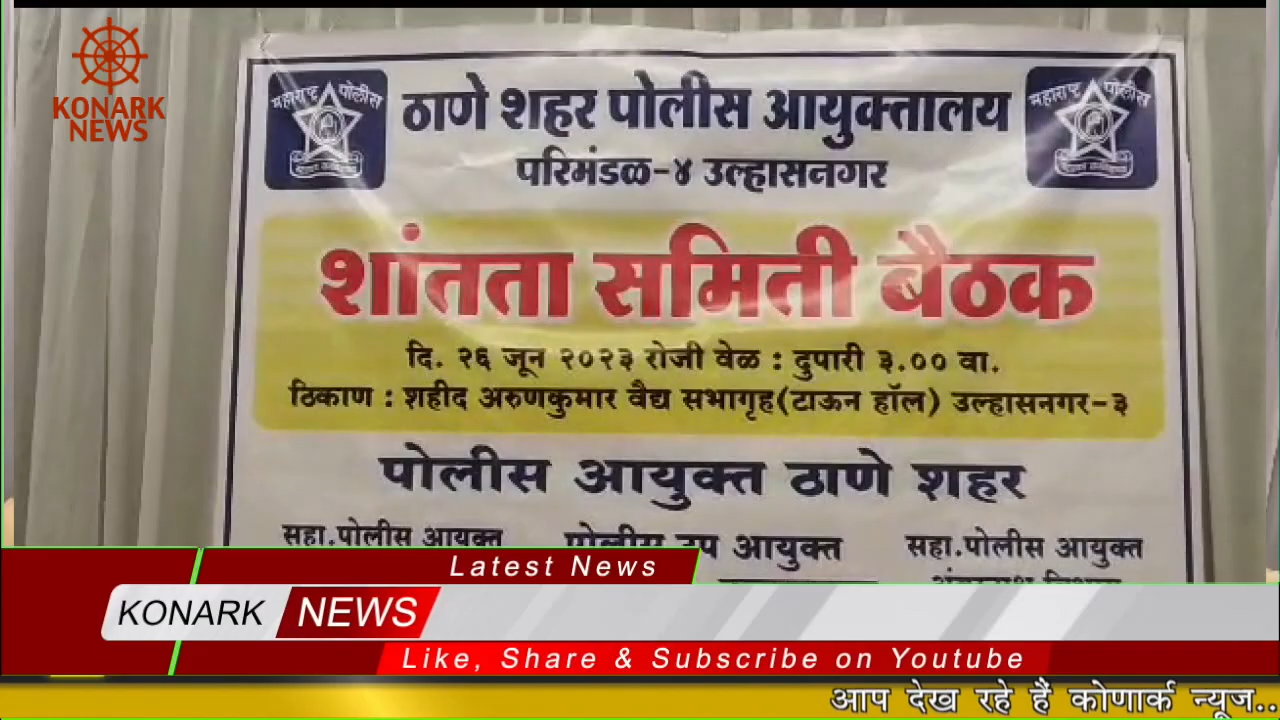 KONARK
NEWS
महाराष्ट्र पोलीस
महाराष्ट्र पोलीस
ठाणे शहर पोलीस आयुक्तालय
परिमंडळ-४ उल्हासनगर
शांतता समिती बैठक
दि. २६ जून २०२३ रोजी वेळ : दुपारी ३.०० वा.
ठिकाण : शहीद अरुणकुमार वैद्य सभागृह(टाऊन हॉल) उल्हासनगर-३
पोलीस आयुक्त ठाणे शहर
सहा.पोलीस आयुक्त पोलीस उप आयुक्त सहा.पोलीस आयुक्त
Latest News
KONARK NEWS
Like, Share & Subscribe on Youtube
आप देख रहे हैं कोणार्क न्यूज..